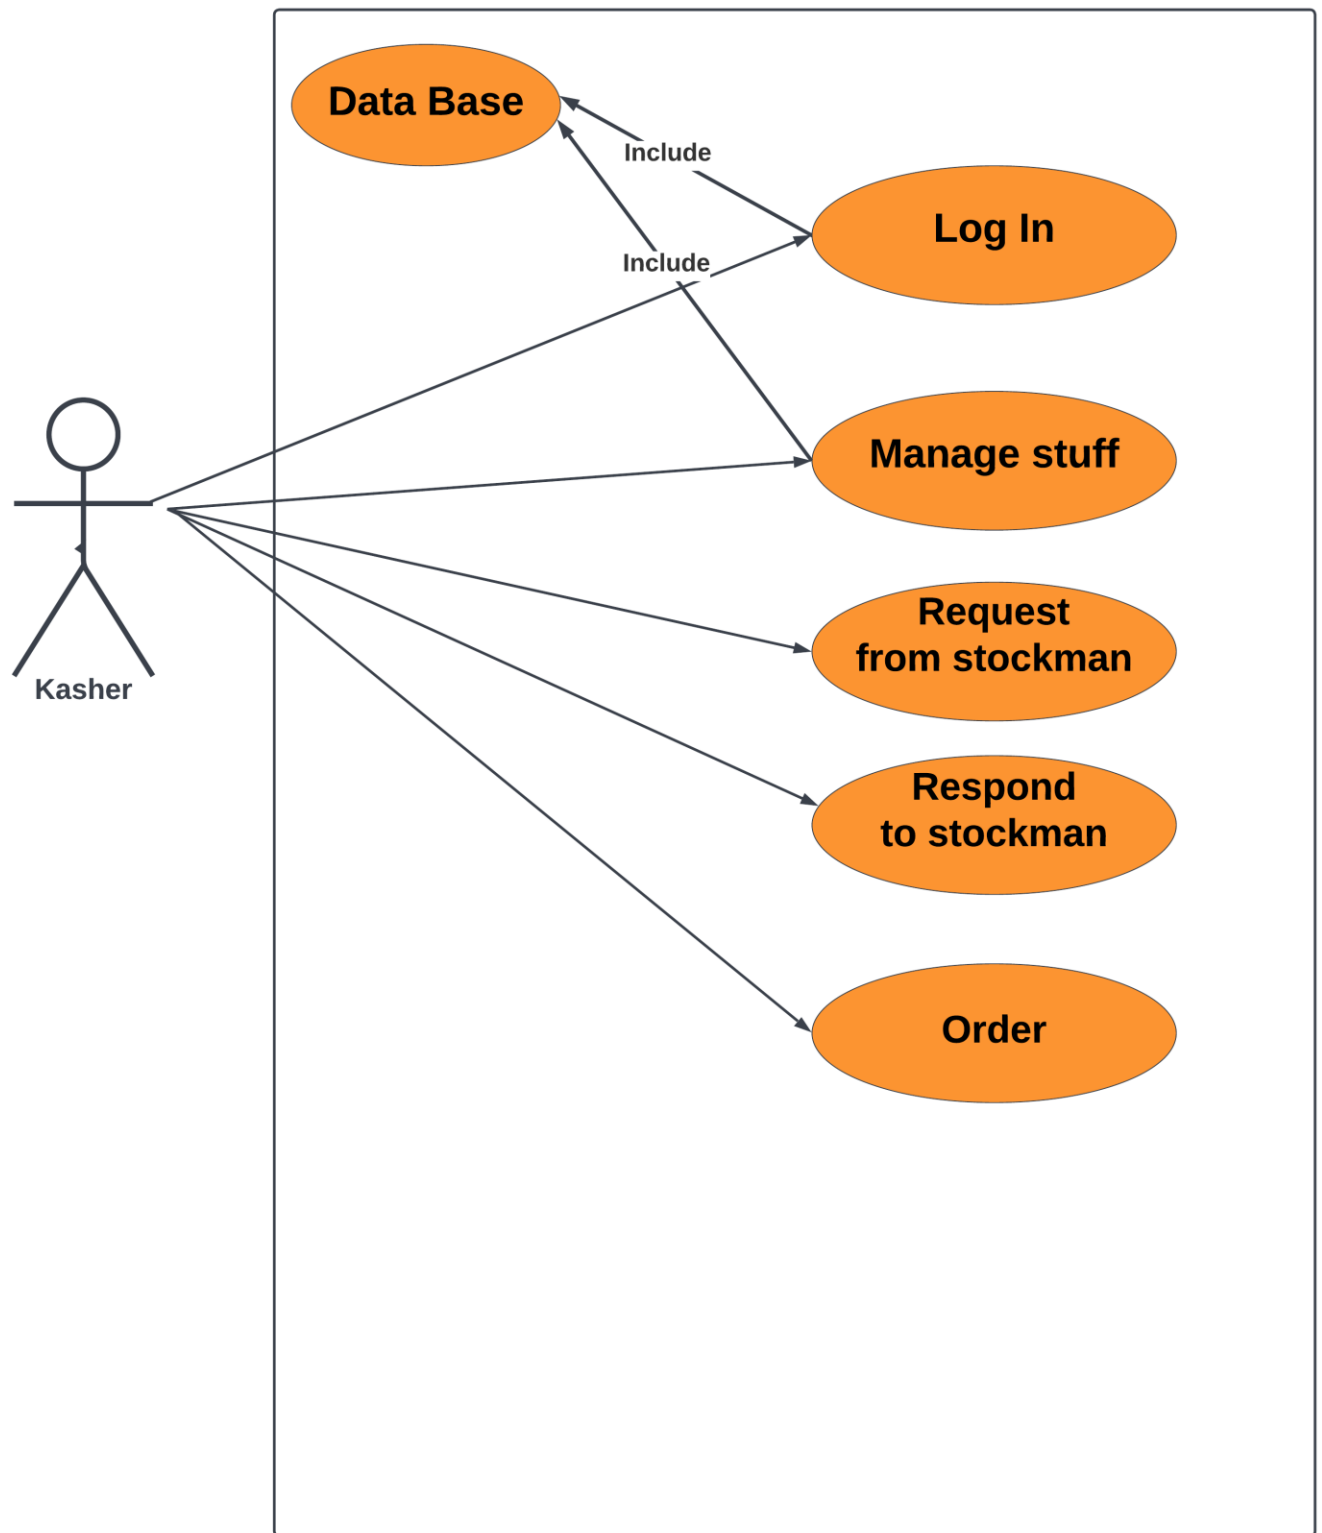 Data Base
Include
Log In
Include
Manage stuff
Request
from stockman
Kasher
Respond
to stockman
Order